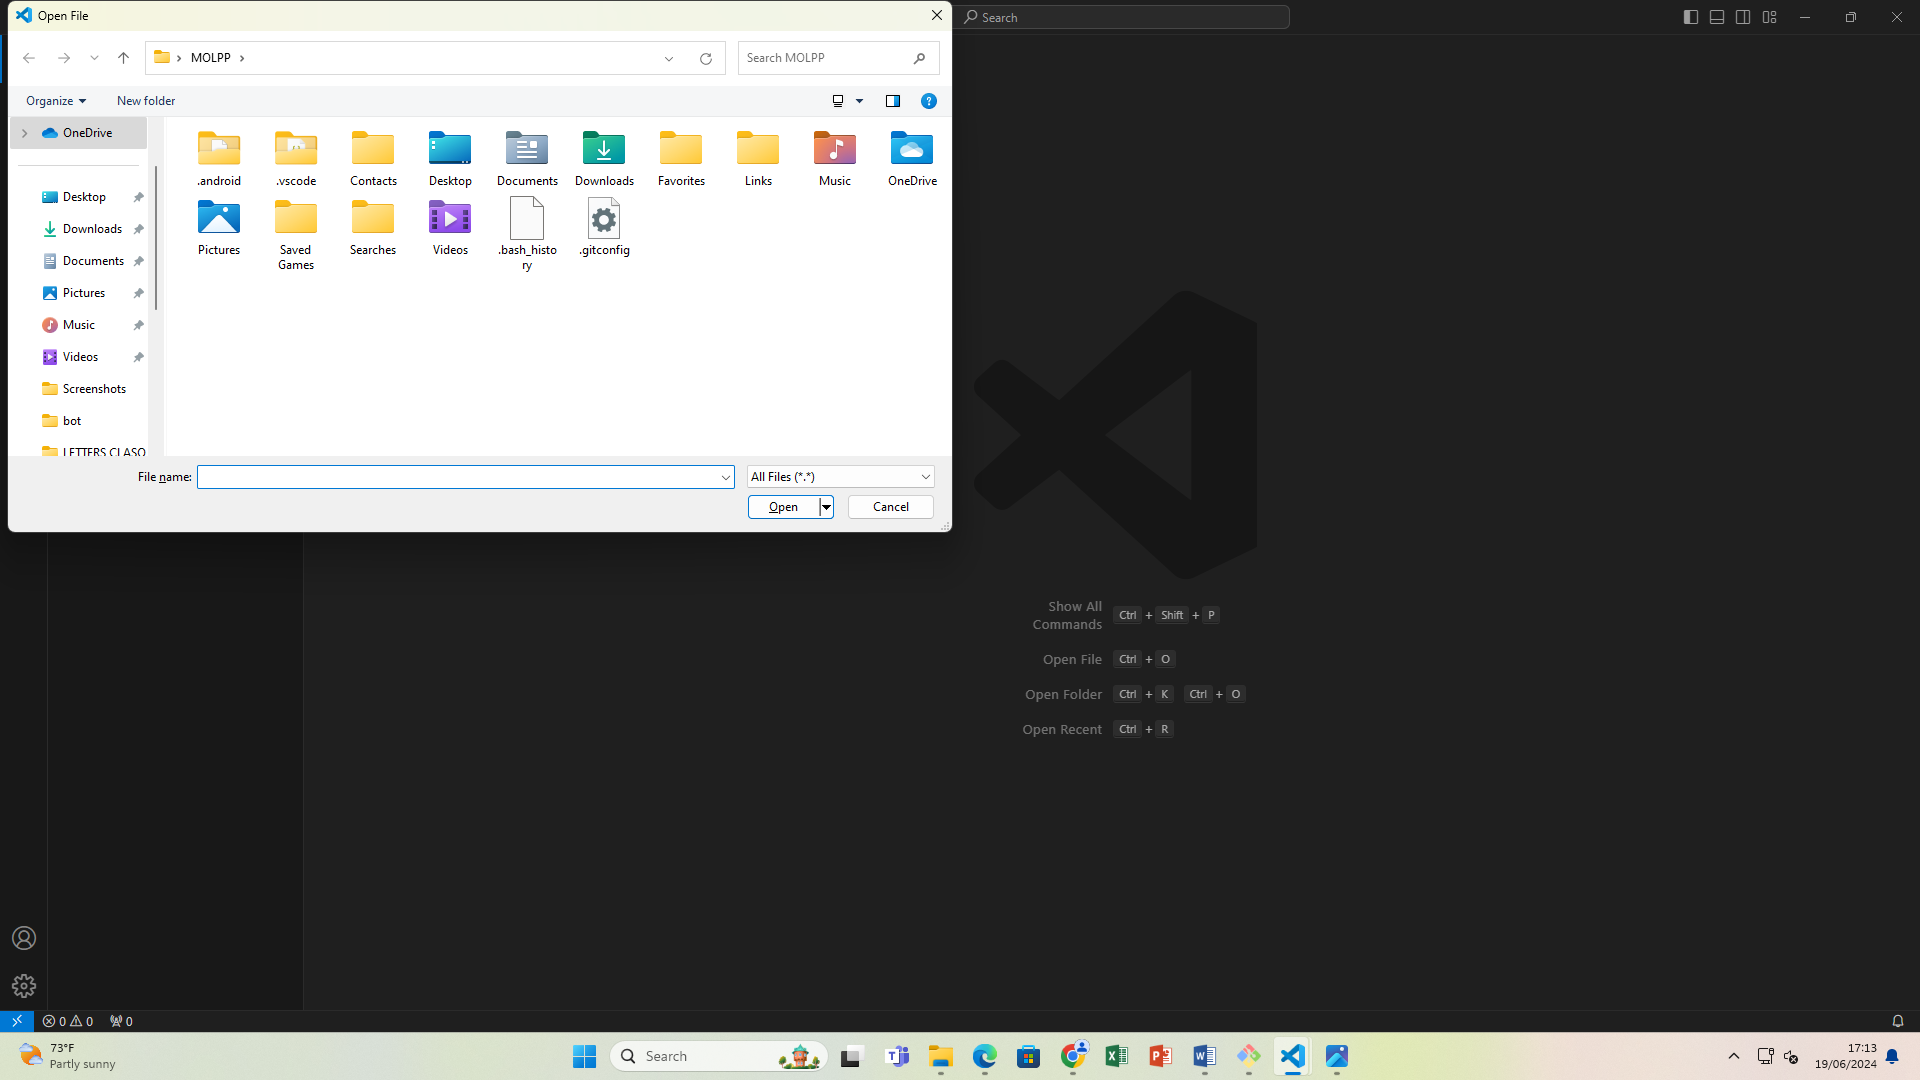 Open File
Search
MOLPP
Search MOLPP
Organize
New folder
OneDrive
Desktop
Downloads
Documents
Pictures
Music
Videos
Screenshots
bot
LETTERS CLASO
.android
.vscode
Contacts
Desktop
Documents
Downloads
Favorites
Links
Music
OneDrive
Pictures
Saved
Games
Searches
Videos
.bash_histo
ry
.gitconfig
File name:
All Files (*.*)
Open
Cancel
Show All
Commands
Ctrl + Shift + P
Open File
Ctrl + O
Open Folder
Ctrl + K Ctrl + O
Open Recent
Ctrl + R
0 0 0
73°F
Partly sunny
Search
17:13
19/06/2024